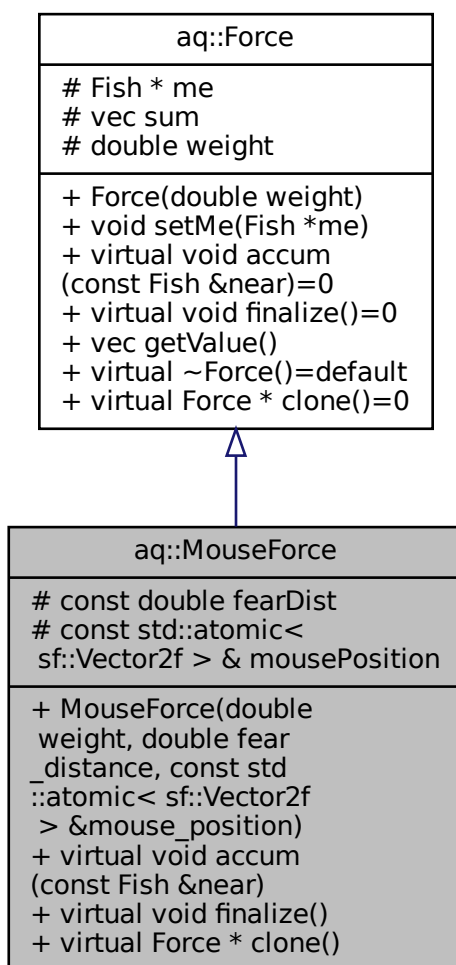 aq::Force
# Fish * me
# vec sum
# double weight
+ Force(double weight)
+ void setMe(Fish *me)
+ virtual void accum
(const Fish &near)=0
+ virtual void finalize()=0
+ vec getValue()
+ virtual ~Force()=default
+ virtual Force * clone()=0
aq::MouseForce
# const double fearDist
# const std::atomic<
sf::Vector2f > & mousePosition
+ MouseForce(double
weight, double fear
_distance, const std
::atomic< sf::Vector2f
> &mouse_position)
+ virtual void accum
(const Fish &near)
+ virtual void finalize()
+ virtual Force * clone()